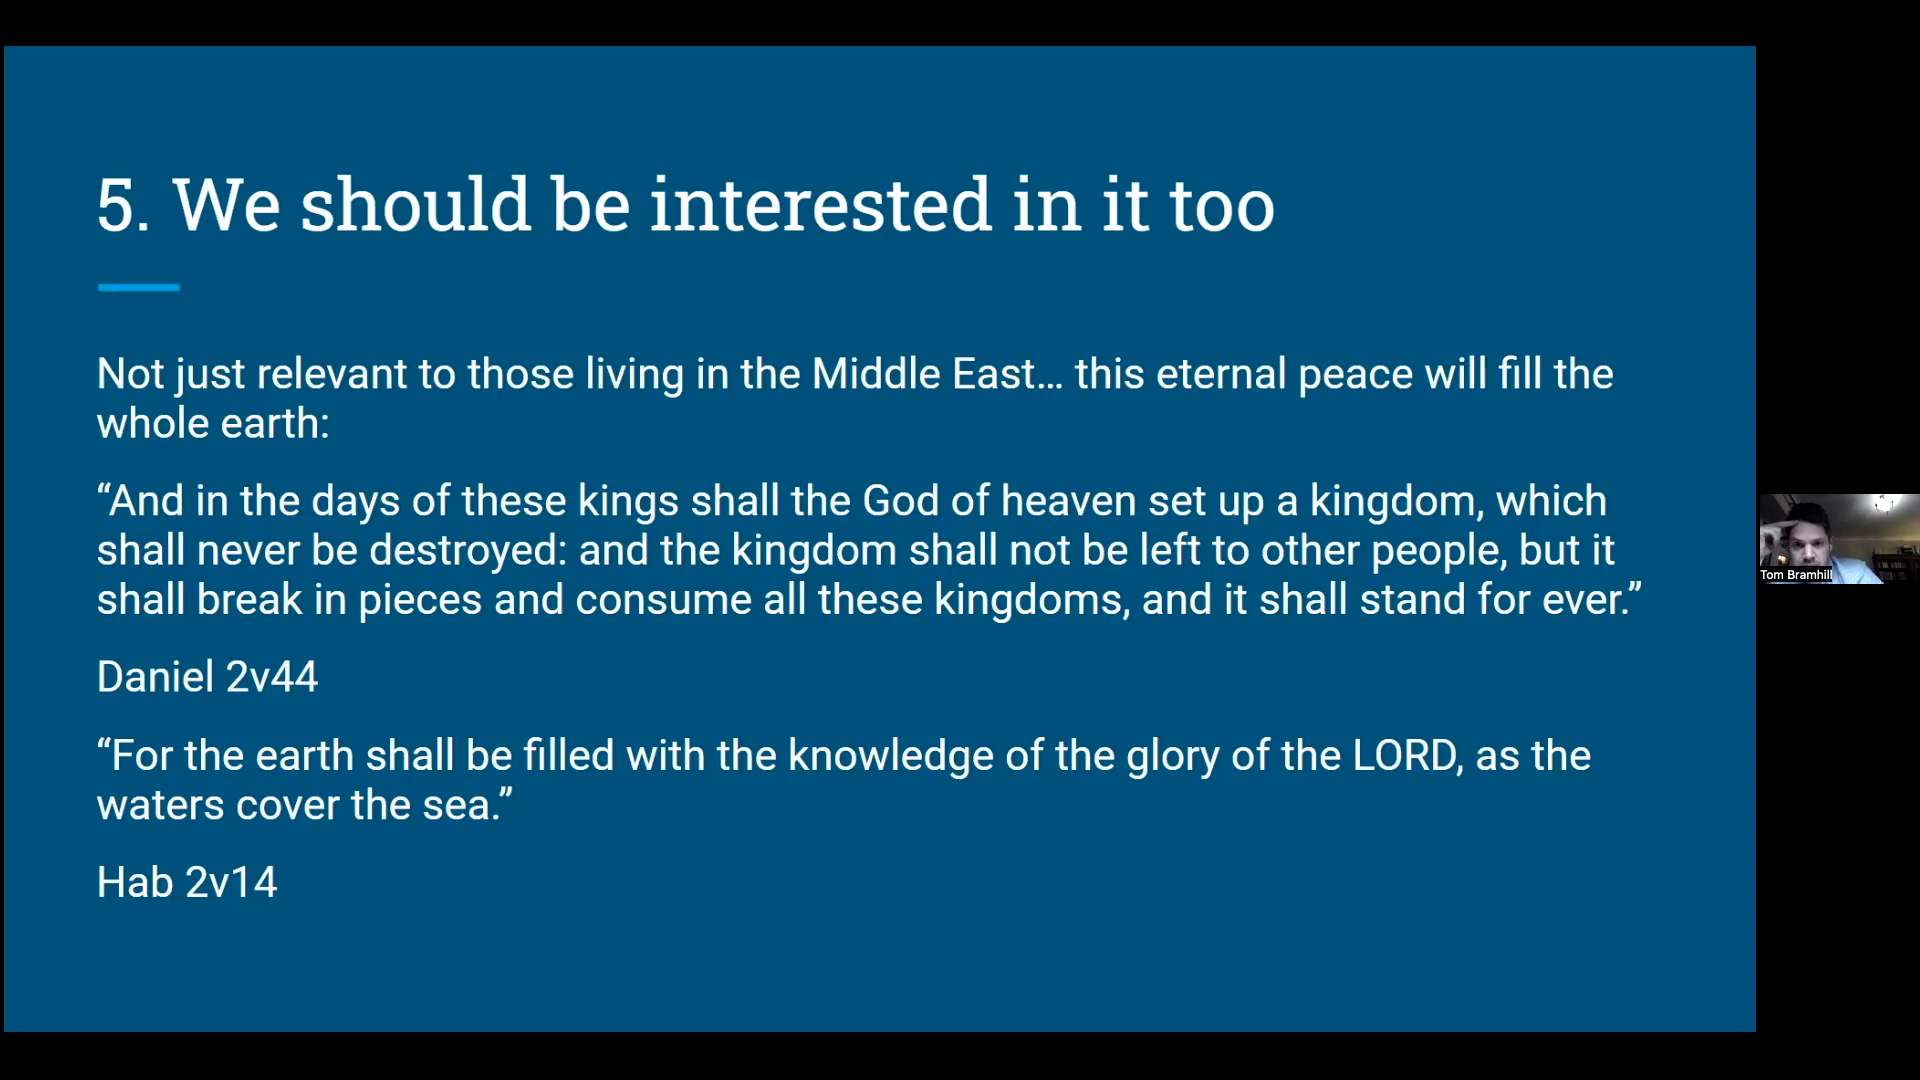 5. We should be interested in it too
Not just relevant to those living in the Middle East... this eternal peace will fill the
whole earth:
“And in the days of these kings shall the God of heaven set up a kingdom, which
shall never be destroyed: and the kingdom shall not be left to other people, but it
shall break in pieces and consume all these kingdoms, and it shall stand for ever.”
Daniel 2v44
“For the earth shall be filled with the knowledge of the glory of the LORD, as the
waters cover the sea.”
Hab 2v14
Tom Bramhill